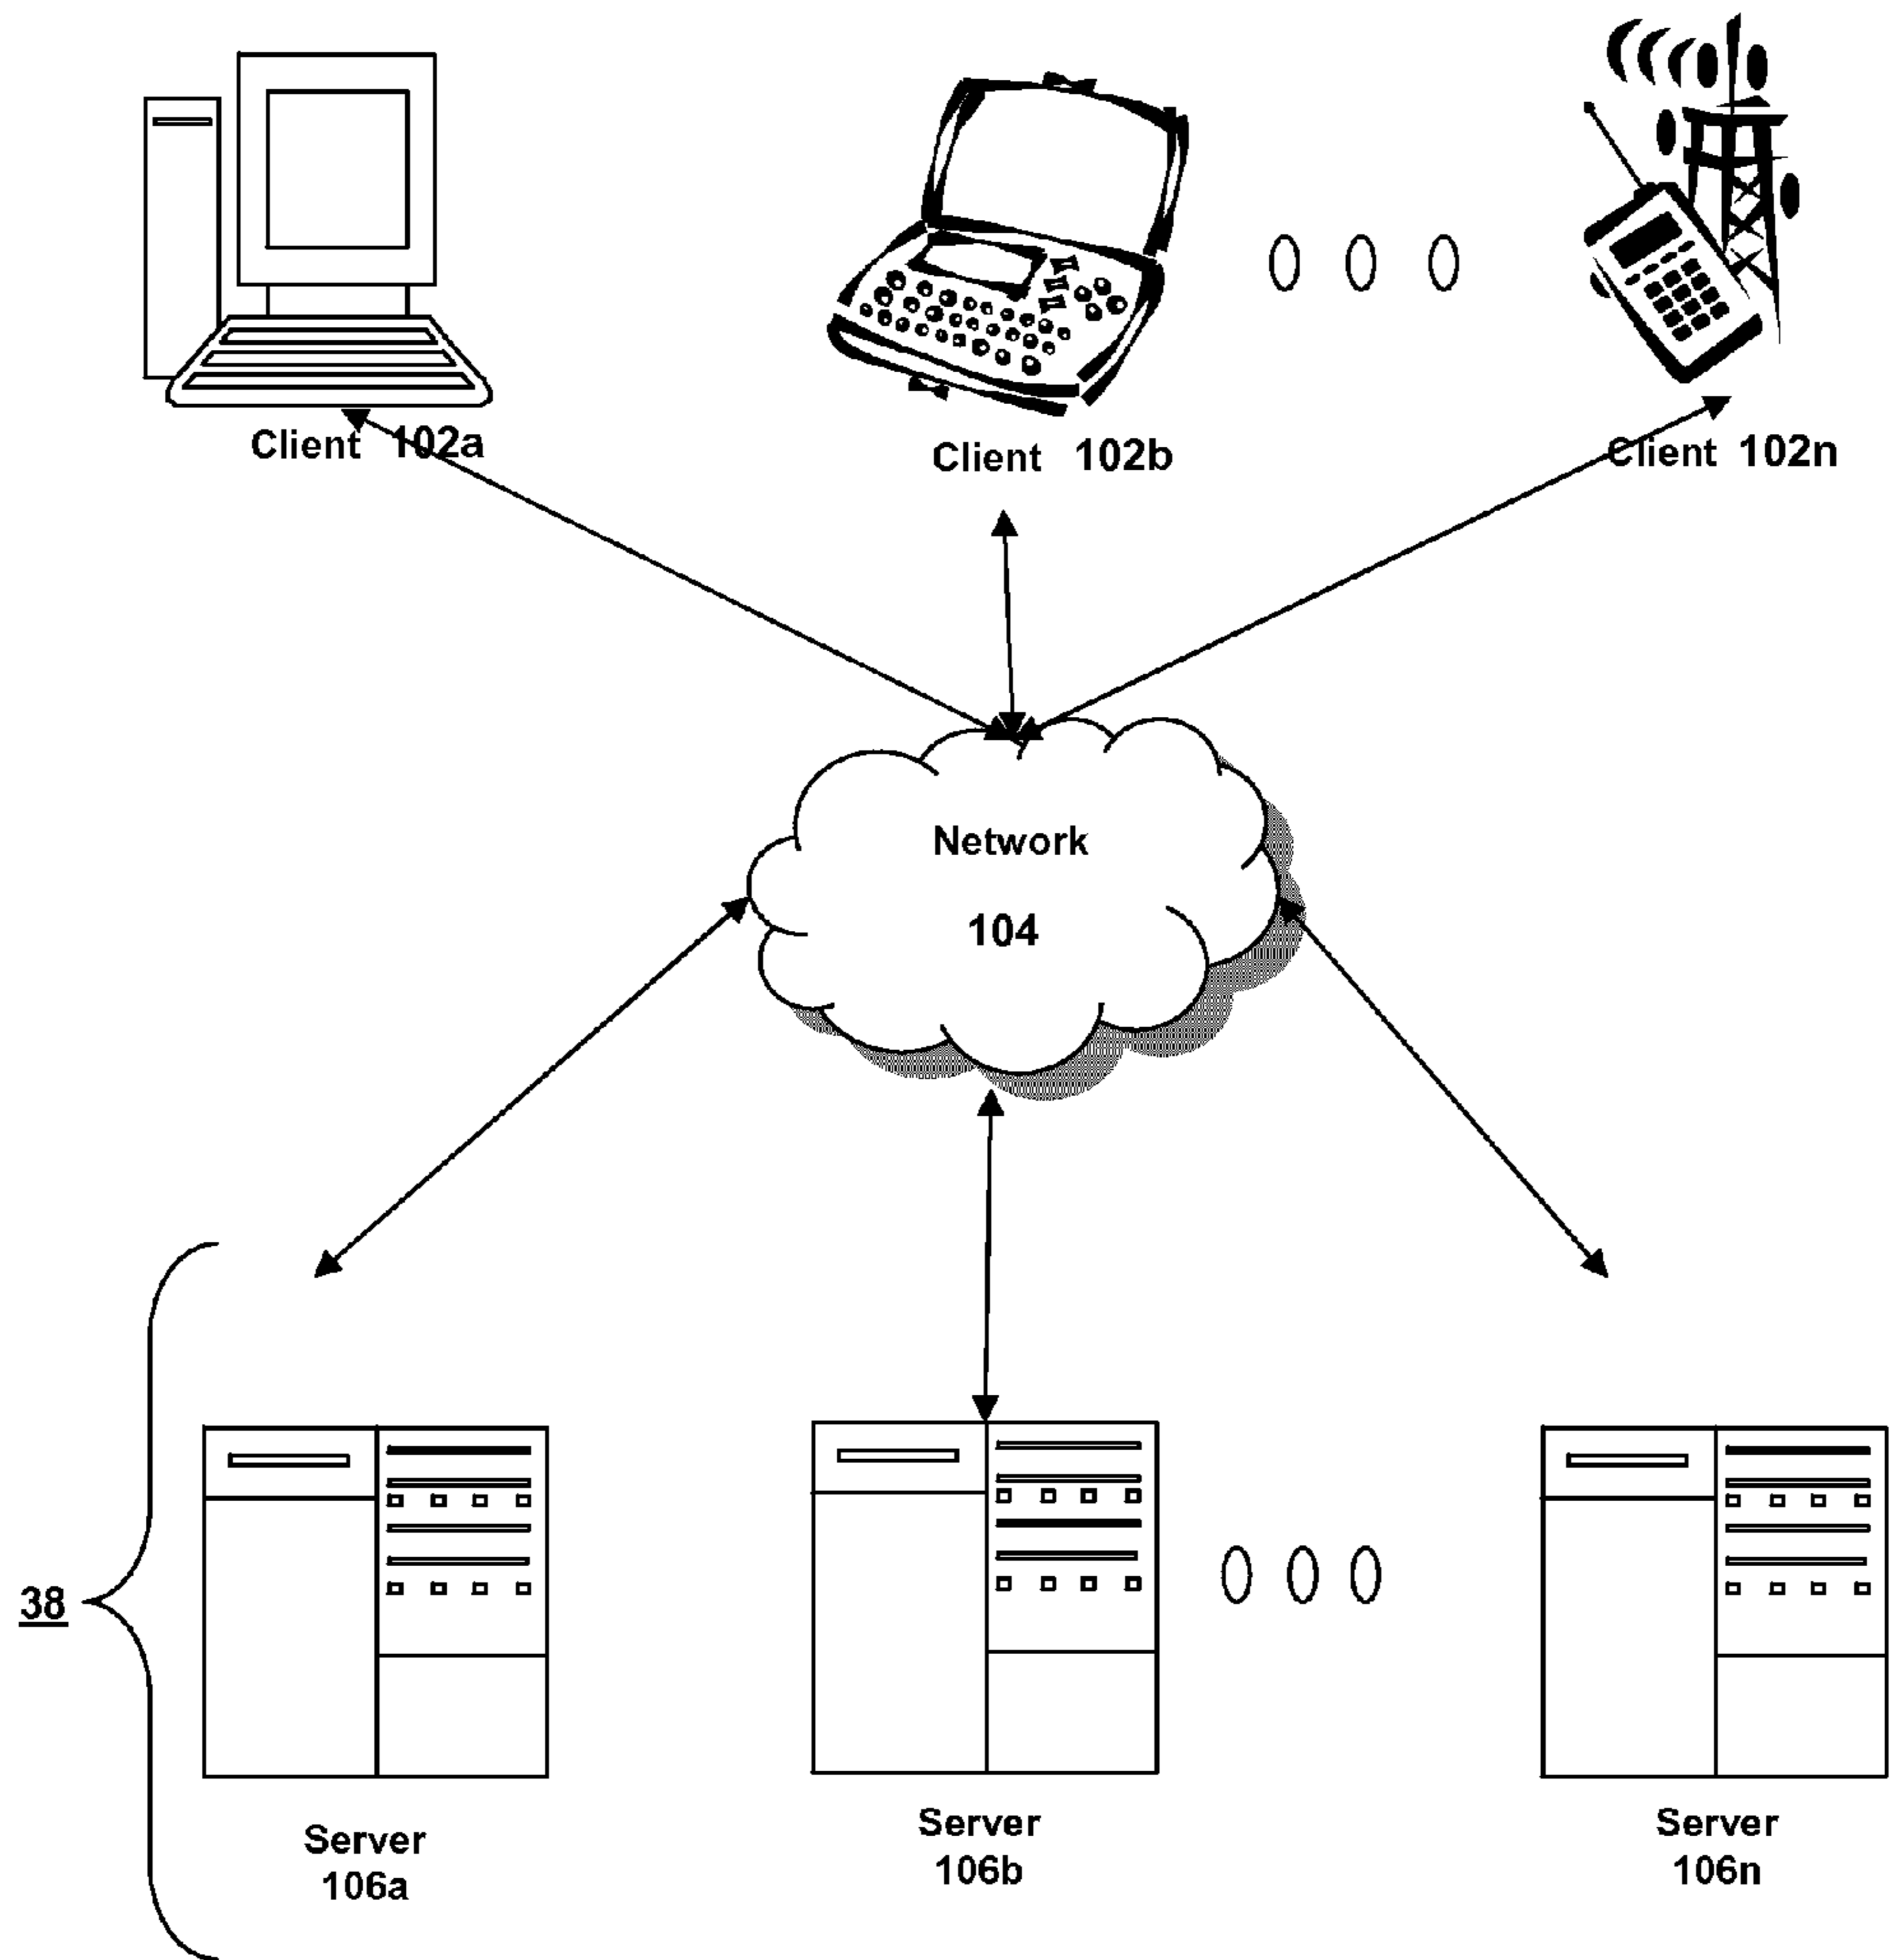 Client 102a
Client 102b
Client 102n
Network
104
38
Server
106a
Server
106b
Server
106n